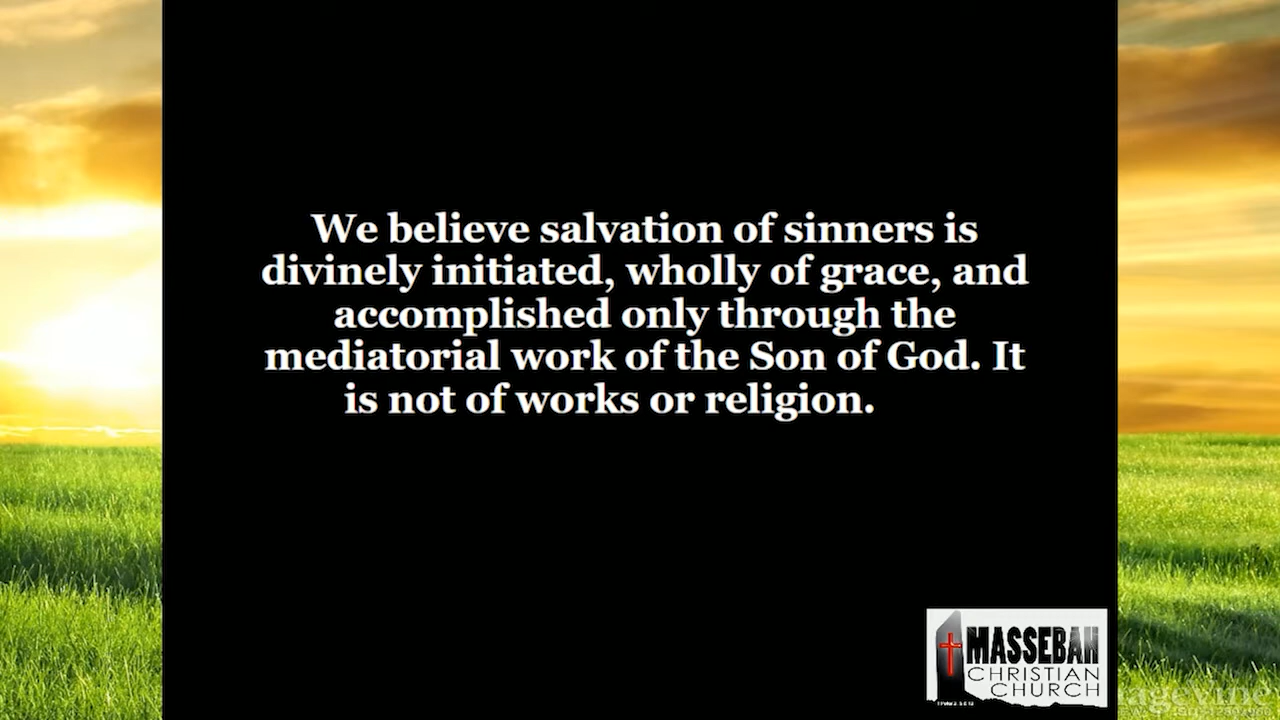 We believe salvation of sinners is
divinely initiated, wholly of grace, and
accomplished only through the
mediatorial work of the Son of God. It
is not of works or religion.
MASSEBAH
CHRISTIAN
CHURCH